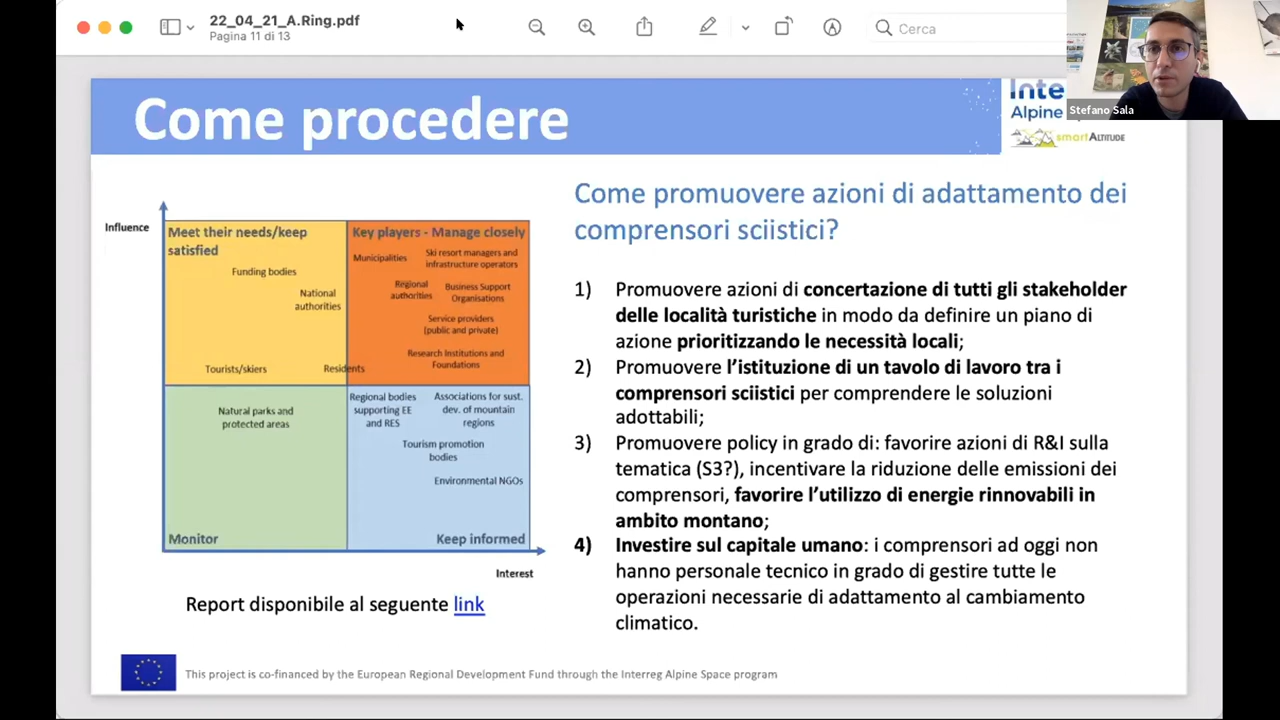 22_04_21_A.Ring.pdf
Pagina 11 di 13
Cerca
Stefano Sala
Come procedere
Inte
Alpine
smartALTITUDE
Influence
Meet their needs/keep
satisfied
Funding bodies
National
authorities
Tourists/skiers
Residents
Key players - Manage closely
Municipalities
Ski resort managers and
infrastructure operators
Regional
authorities
Business Support
Organisations
Service providers
(public and private)
Research Institutions and
Foundations
Natural parks and
protected areas
Monitor
Regional bodies
supporting EE
and RES
Associations for sust.
dev. of mountain
regions
Tourism promotion
bodies
Environmental NGOs
Keep informed
Interest
Report disponibile al seguente link
Come promuovere azioni di adattamento dei
comprensori sciistici?
1) Promuovere azioni di concertazione di tutti gli stakeholder
delle località turistiche in modo da definire un piano di
azione prioritizzando le necessità locali;
2) Promuovere l’istituzione di un tavolo di lavoro tra i
comprensori sciistici per comprendere le soluzioni
adottabili;
3) Promuovere policy in grado di: favorire azioni di R&I sulla
tematica (S3?), incentivare la riduzione delle emissioni dei
comprensori, favorire l’utilizzo di energie rinnovabili in
ambito montano;
4) Investire sul capitale umano: i comprensori ad oggi non
hanno personale tecnico in grado di gestire tutte le
operazioni necessarie di adattamento al cambiamento
climatico.
This project is co-financed by the European Regional Development Fund through the Interreg Alpine Space program